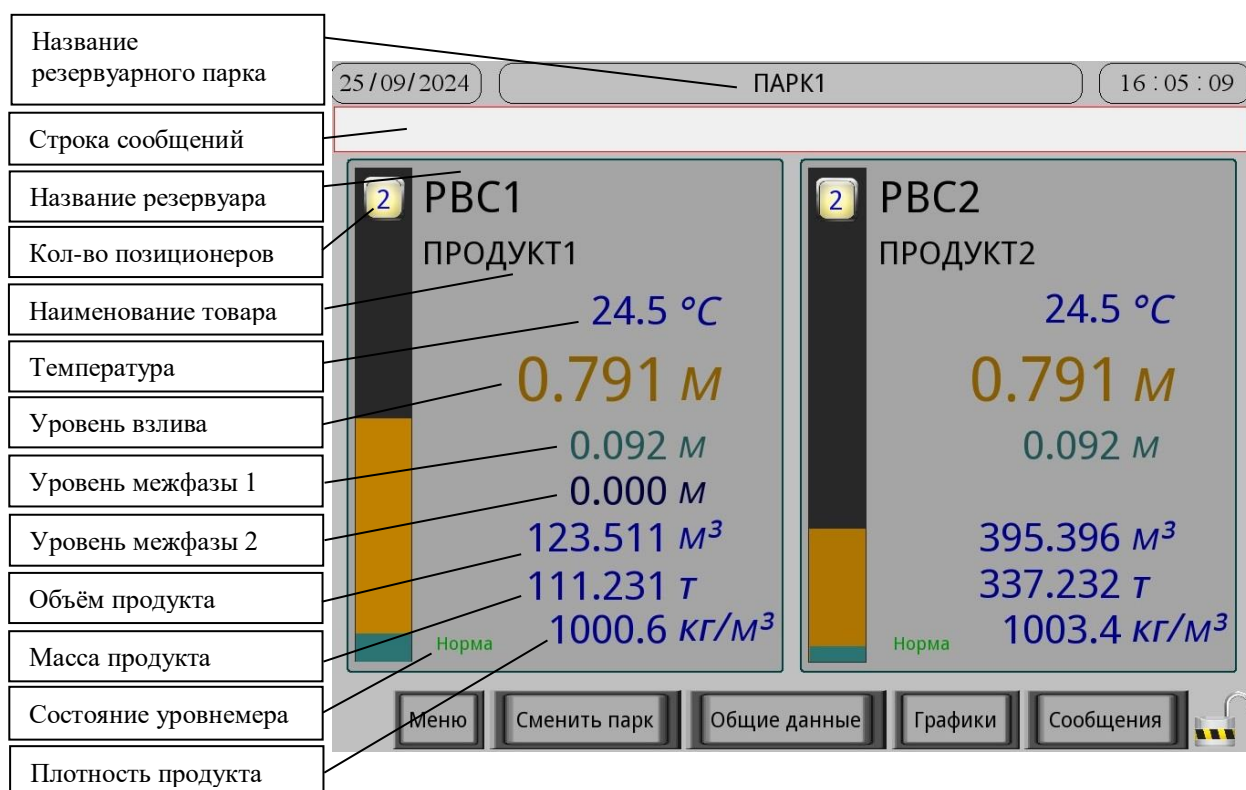 Название
резервуарного парка
Строка сообщений
Название резервуара
Кол-во позиционеров
Наименование товара
Температура
Уровень взлива
Уровень межфазы 1
Уровень межфазы 2
Объём продукта
Масса продукта
Состояние уровнемера
Плотность продукта
25/09/2024
ПАРК1
16:05:09
2
РВС1
ПРОДУКТ1
24.5 °С
0.791 м
0.092 м
0.000 м
123.511 м³
111.231 т
1000.6 кг/м³
Норма
2
РВС2
ПРОДУКТ2
24.5 °С
0.791 м
0.092 м
395.396 м³
337.232 т
1003.4 кг/м³
Норма
Меню
Сменить парк
Общие данные
Графики
Сообщения